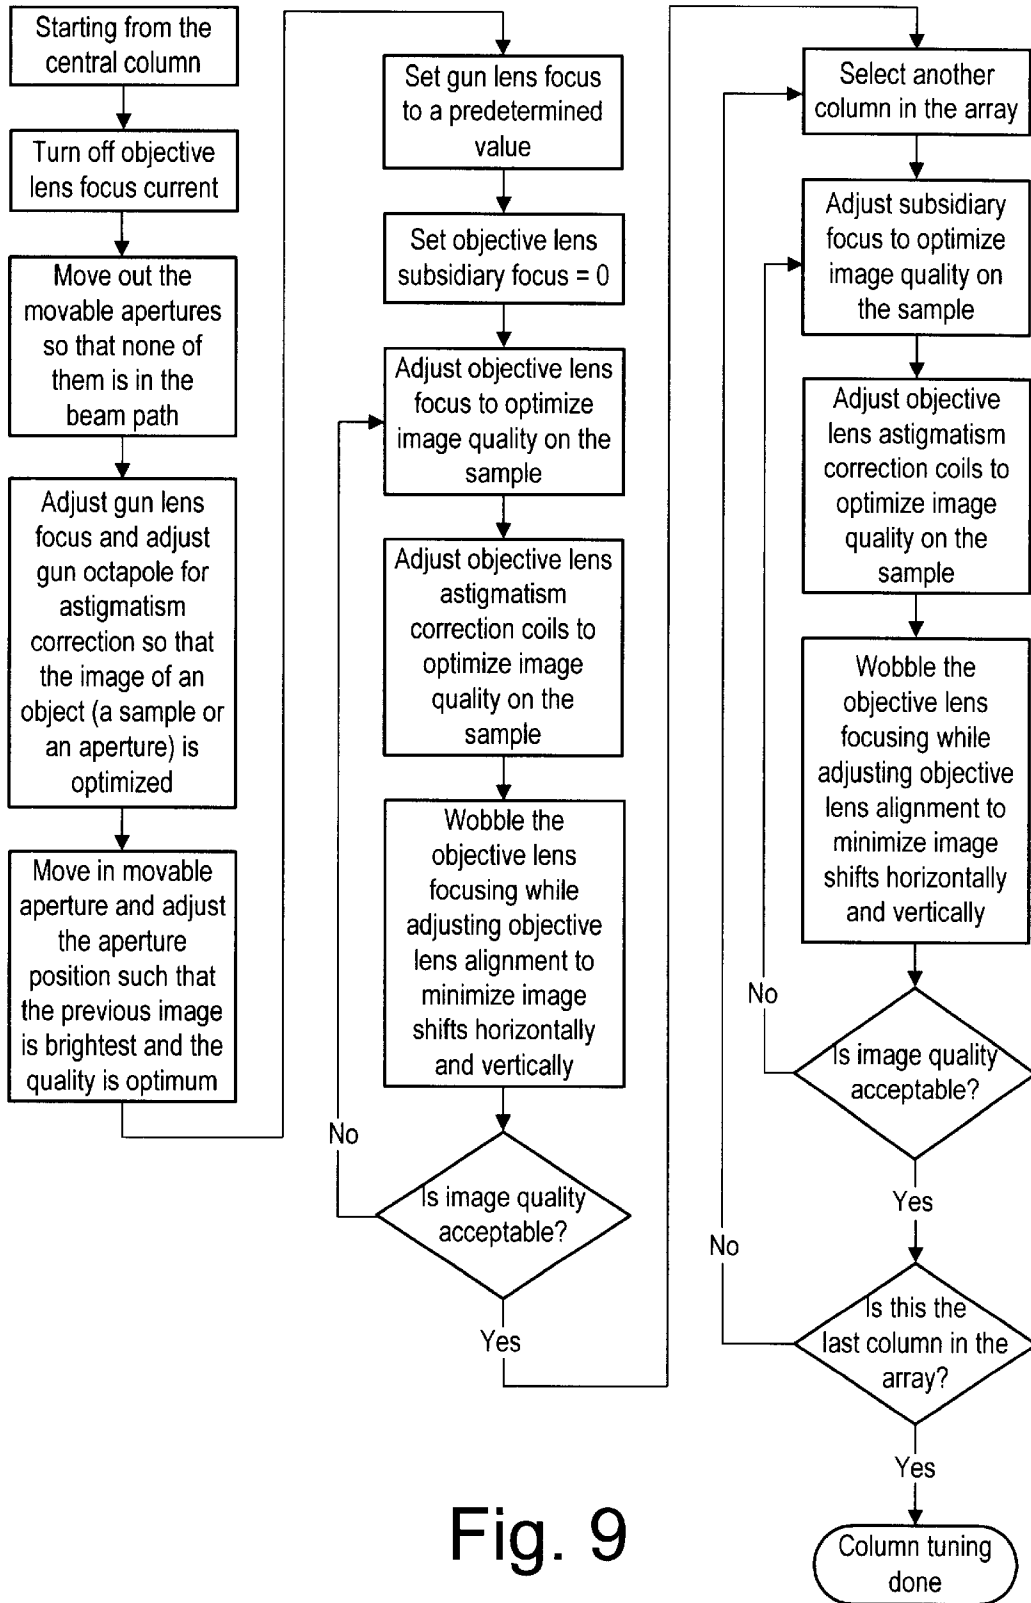 Starting from the
central column
Turn off objective
lens focus current
Move out the
movable apertures
so that none of
them is in the
beam path
Adjust gun lens
focus and adjust
gun octapole for
astigmatism
correction so that
the image of an
object (a sample or
an aperture) is
optimized
Move in movable
aperture and adjust
the aperture
position such that
the previous image
is brightest and the
quality is optimum
Set gun lens focus
to a predetermined
value
Set objective lens
subsidiary focus = 0
Adjust objective lens
focus to optimize
image quality on the
sample
Adjust objective lens
astigmatism
correction coils to
optimize image
quality on the
sample
Wobble the
objective lens
focusing while
adjusting objective
lens alignment to
minimize image
shifts horizontally
and vertically
No
Is image quality
acceptable?
Yes
Select another
column in the array
Adjust subsidiary
focus to optimize
image quality on
the sample
Adjust objective
lens astigmatism
correction coils to
optimize image
quality on the
sample
Wobble the
objective lens
focusing while
adjusting objective
lens alignment to
minimize image
shifts horizontally
and vertically
No
Is image quality
acceptable?
Yes
No
Is this the
last column in the
array?
Yes
Column tuning
done
Fig. 9